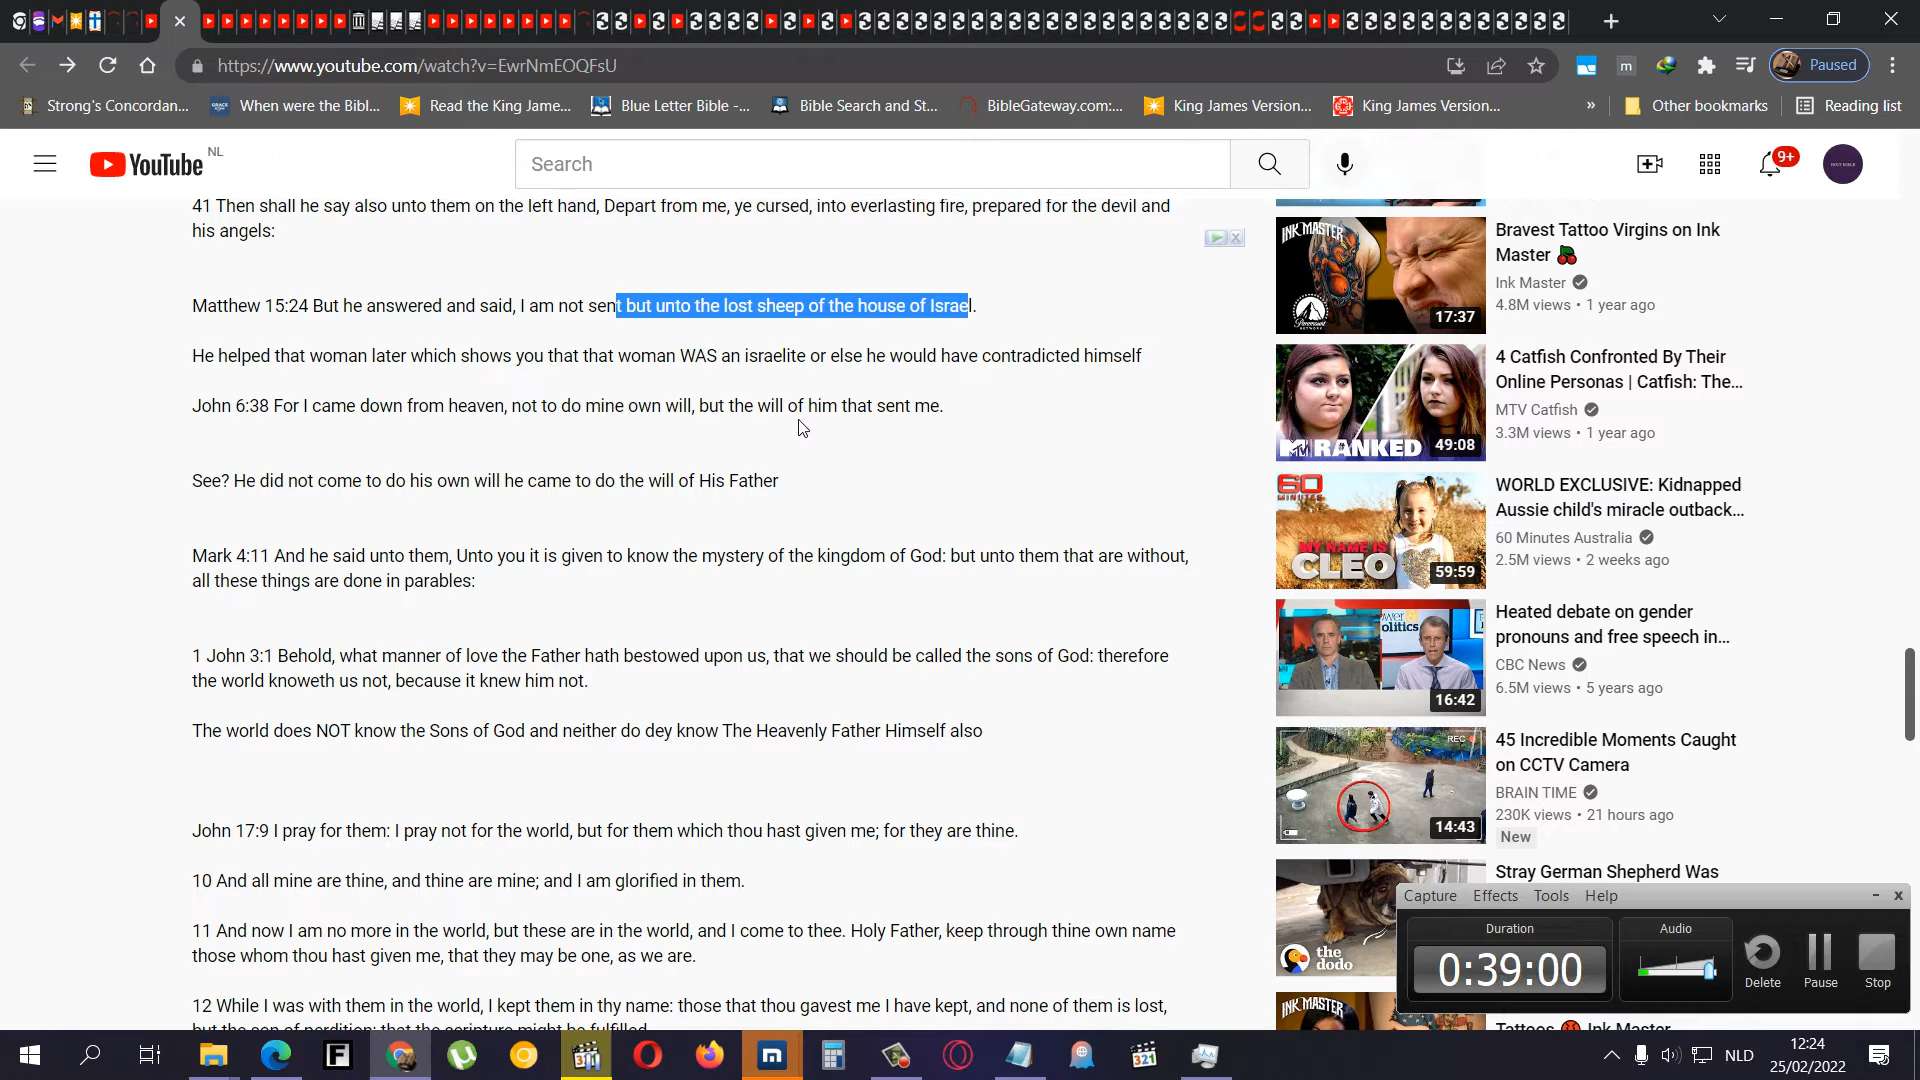 https://www.youtube.com/watch?v=EwrNmEOQFsU
Paused
Strong's Concordan...
When were the Bibl...
Read the King Jame...
Blue Letter Bible -...
Bible Search and St...
BibleGateway.com:...
King James Version...
King James Version...
»
Other bookmarks
Reading list
YouTube NL
Search
9+
41 Then shall he say also unto them on the left hand, Depart from me, ye cursed, into everlasting fire, prepared for the devil and
his angels:
Matthew 15:24 But he answered and said, I am not sent but unto the lost sheep of the house of Israel.
He helped that woman later which shows you that that woman WAS an israelite or else he would have contradicted himself
John 6:38 For I came down from heaven, not to do mine own will, but the will of him that sent me.
See? He did not come to do his own will he came to do the will of His Father
Mark 4:11 And he said unto them, Unto you it is given to know the mystery of the kingdom of God: but unto them that are without,
all these things are done in parables:
1 John 3:1 Behold, what manner of love the Father hath bestowed upon us, that we should be called the sons of God: therefore
the world knoweth us not, because it knew him not.
The world does NOT know the Sons of God and neither do dey know The Heavenly Father Himself also
John 17:9 I pray for them: I pray not for the world, but for them which thou hast given me; for they are thine.
10 And all mine are thine, and thine are mine; and I am glorified in them.
11 And now I am no more in the world, but these are in the world, and I come to thee. Holy Father, keep through thine own name
those whom thou hast given me, that they may be one, as we are.
12 While I was with them in the world, I kept them in thy name: those that thou gavest me I have kept, and none of them is lost,
but the son of perdition; that the scripture might be fulfilled.
INK MASTER
17:37
Bravest Tattoo Virgins on Ink
Master 🍒
Ink Master
4.8M views • 1 year ago
MTV RANKED
49:08
4 Catfish Confronted By Their
Online Personas | Catfish: The...
MTV Catfish
3.3M views • 1 year ago
60 MINUTES
MY NAME IS
CLEO
59:59
WORLD EXCLUSIVE: Kidnapped
Aussie child's miracle outback...
60 Minutes Australia
2.5M views • 2 weeks ago
16:42
Heated debate on gender
pronouns and free speech in...
CBC News
6.5M views • 5 years ago
REC
14:43
45 Incredible Moments Caught
on CCTV Camera
BRAIN TIME
230K views • 21 hours ago
New
the
dodo
Stray German Shepherd Was
INK MASTER
Tattoos Ink Master
Capture Effects Tools Help
Duration
0:39:00
Audio
Delete
Pause
Stop
NLD
12:24
25/02/2022